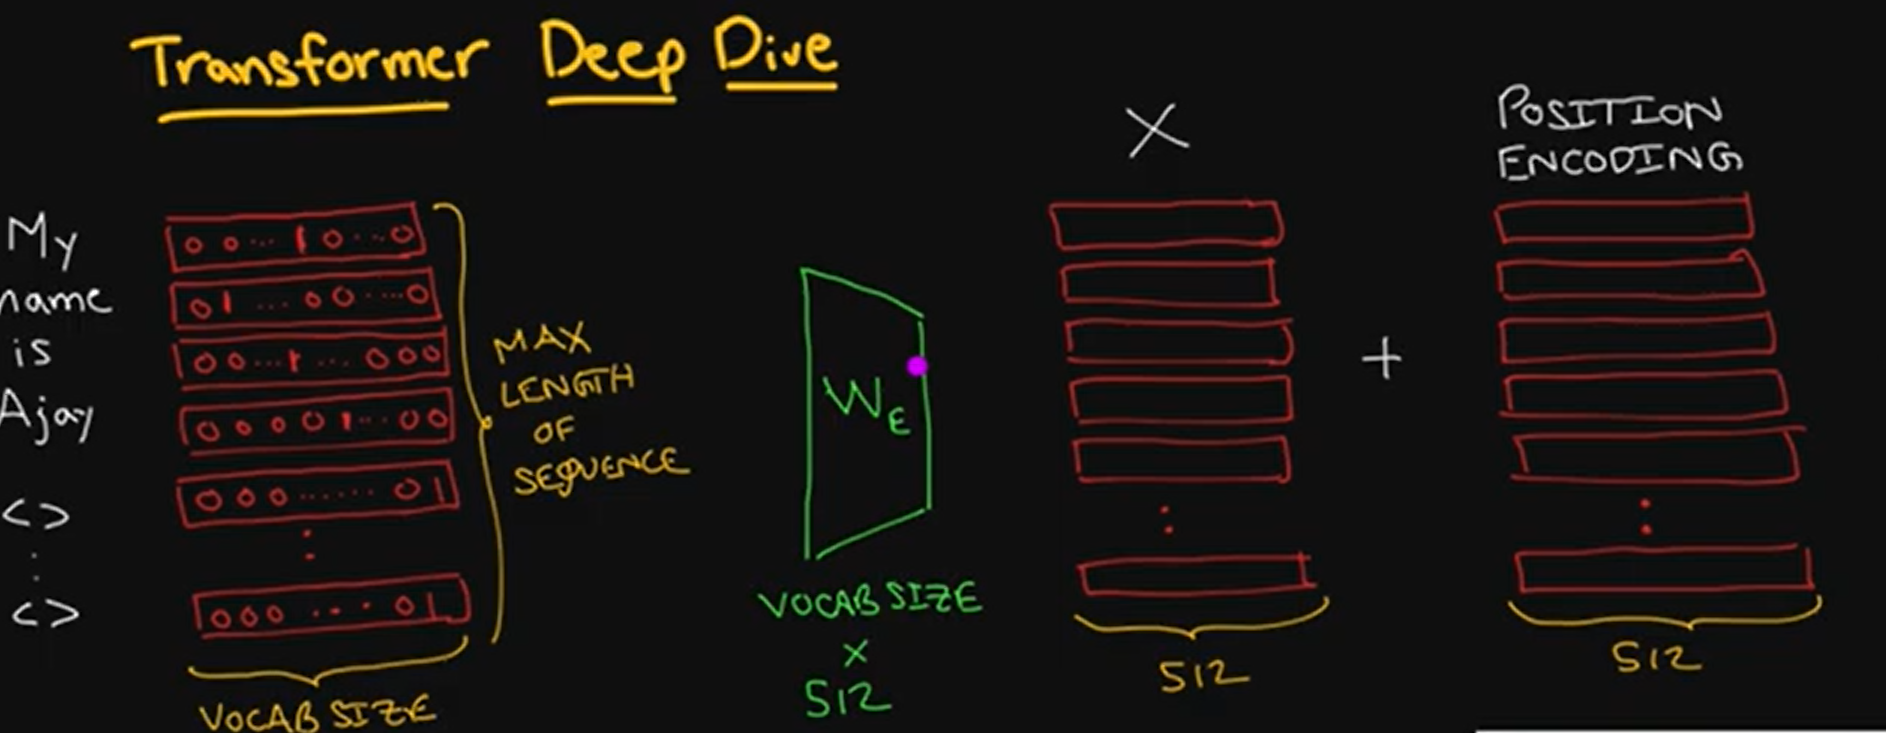 Transformer Deep Dive
X
POSITION
ENCODING
My
name
is
Ajay
<>
<>
0 0 ... 1 0 ... 0
0 1 ... 0 0 ... 0
0 0 ... 1 ... 0 0 0
0 0 0 0 1 ... 0 0
0 0 0 ...... 0 1
0 0 0 .... 0 1
VOCAB SIZE
MAX
LENGTH
OF
SEQUENCE
WE
VOCAB SIZE
X
512
+
512
512